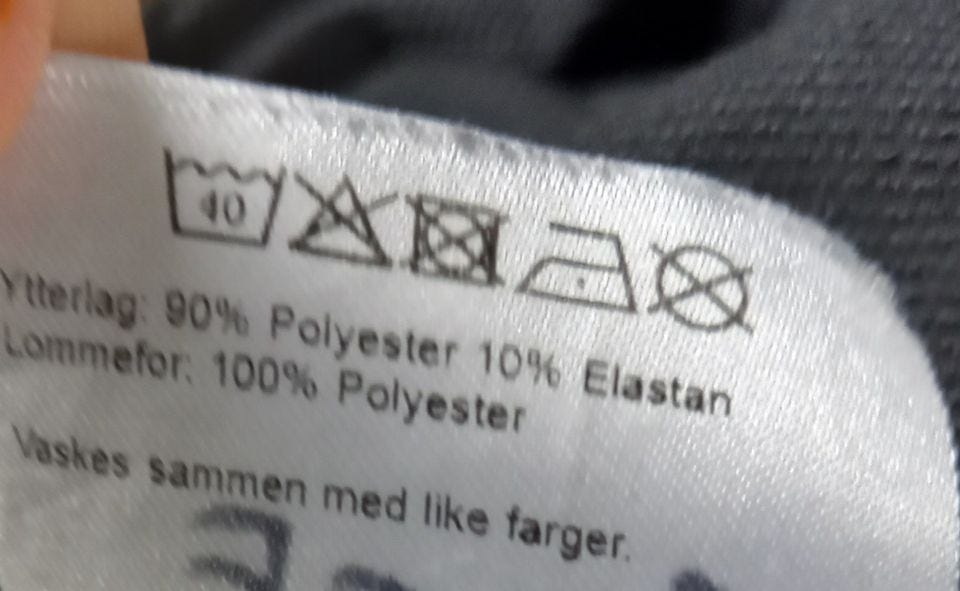 40
Ytterlag: 90% Polyester 10% Elastan
Lommefor: 100% Polyester
Vaskes sammen med like farger.